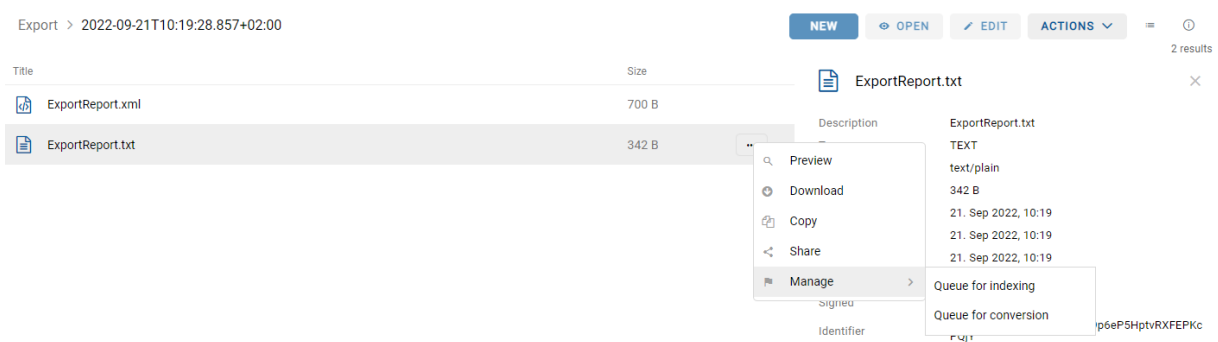 Export > 2022-09-21T10:19:28.857+02:00
NEW
OPEN
EDIT
ACTIONS
2 results
Title
Size
ExportReport.xml
700 B
ExportReport.txt
342 B
ExportReport.txt
Description
ExportReport.txt
TEXT
text/plain
342 B
21. Sep 2022, 10:19
21. Sep 2022, 10:19
21. Sep 2022, 10:19
Preview
Download
Copy
Share
Manage
Queue for indexing
Queue for conversion
Signed
Identifier